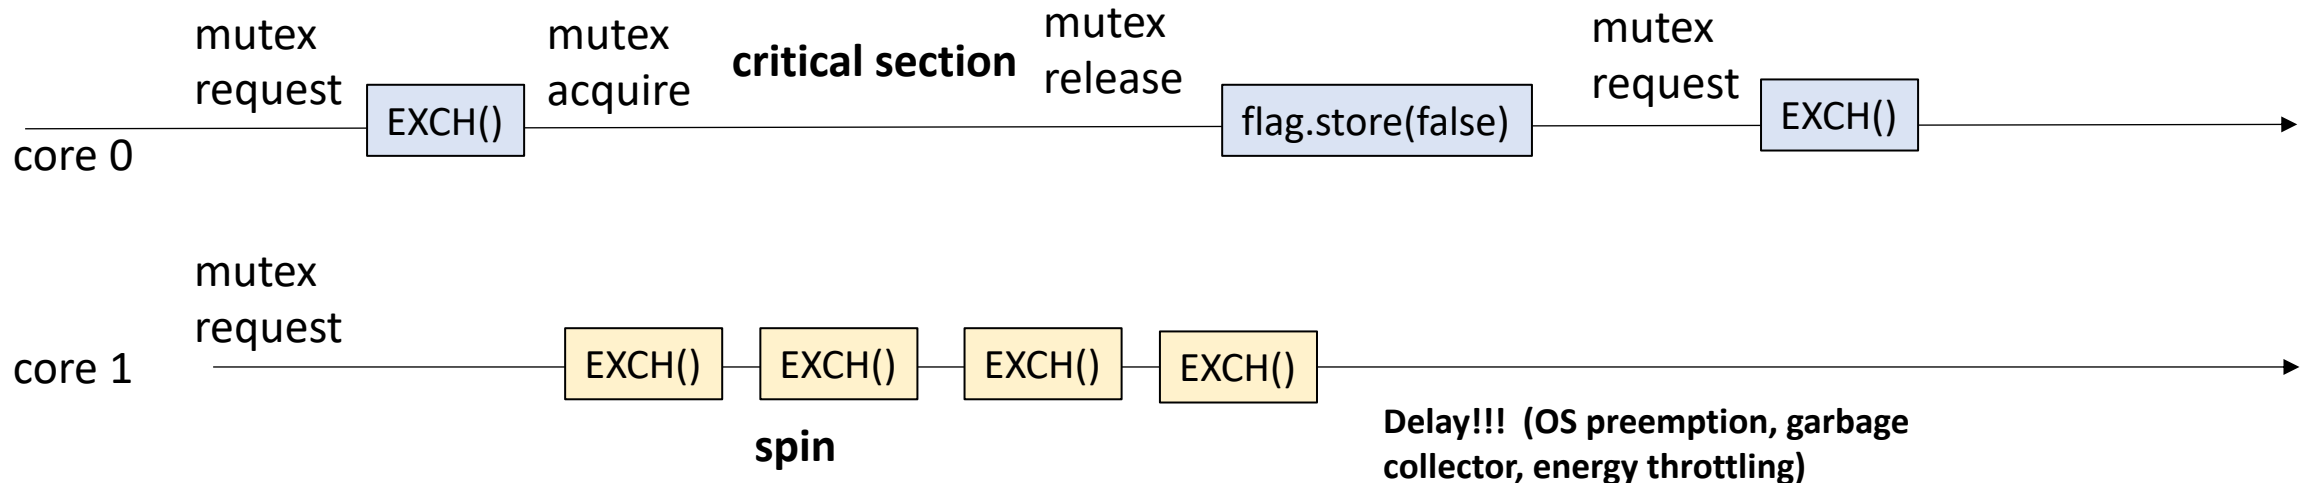 mutex
request
EXCH()
mutex
acquire
critical section
mutex
release
flag.store(false)
mutex
request
EXCH()
core 0
mutex
request
core 1
EXCH()
EXCH()
EXCH()
EXCH()
spin
Delay!!! (OS preemption, garbage
collector, energy throttling)